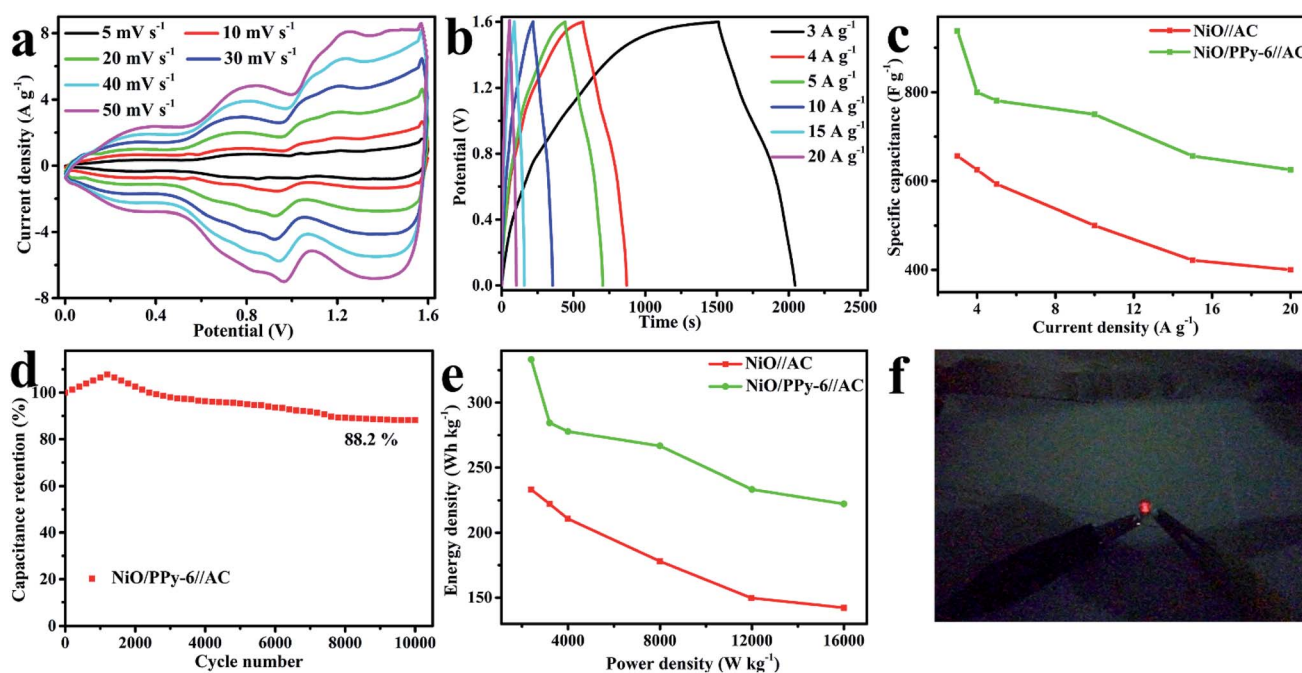 a
5 mV s⁻¹ 10 mV s⁻¹
20 mV s⁻¹ 30 mV s⁻¹
40 mV s⁻¹
50 mV s⁻¹
8
4
0
-4
-8
0.0 0.4 0.8 1.2 1.6
Current density (A g⁻¹)
Potential (V)
b
3 A g⁻¹
4 A g⁻¹
5 A g⁻¹
10 A g⁻¹
15 A g⁻¹
20 A g⁻¹
1.6
1.2
0.8
0.4
0.0
0 500 1000 1500 2000
Potential (V)
Time (s)
c
NiO//AC
NiO/PPy-6//AC
800
600
400
4 8 12 16 20
Specific capacitance (F g⁻¹)
Current density (A g⁻¹)
d
100
80
60
40
20
0
88.2 %
NiO/PPy-6//AC
0 2000 4000 6000 8000 10000
Capacitance retention (%)
Cycle number
e
NiO//AC
NiO/PPy-6//AC
300
250
200
150
4000 8000 12000 16000
Energy density (Wh kg⁻¹)
Power density (W kg⁻¹)
f